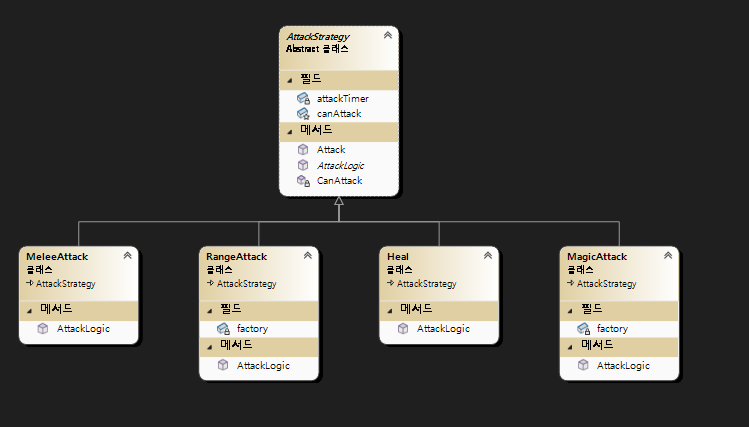 AttackStrategy
Abstract 클래스
필드
attackTimer
canAttack
메서드
Attack
AttackLogic
CanAttack
MeleeAttack
클래스
AttackStrategy
메서드
AttackLogic
RangeAttack
클래스
AttackStrategy
필드
factory
메서드
AttackLogic
Heal
클래스
AttackStrategy
메서드
AttackLogic
MagicAttack
클래스
AttackStrategy
필드
factory
메서드
AttackLogic